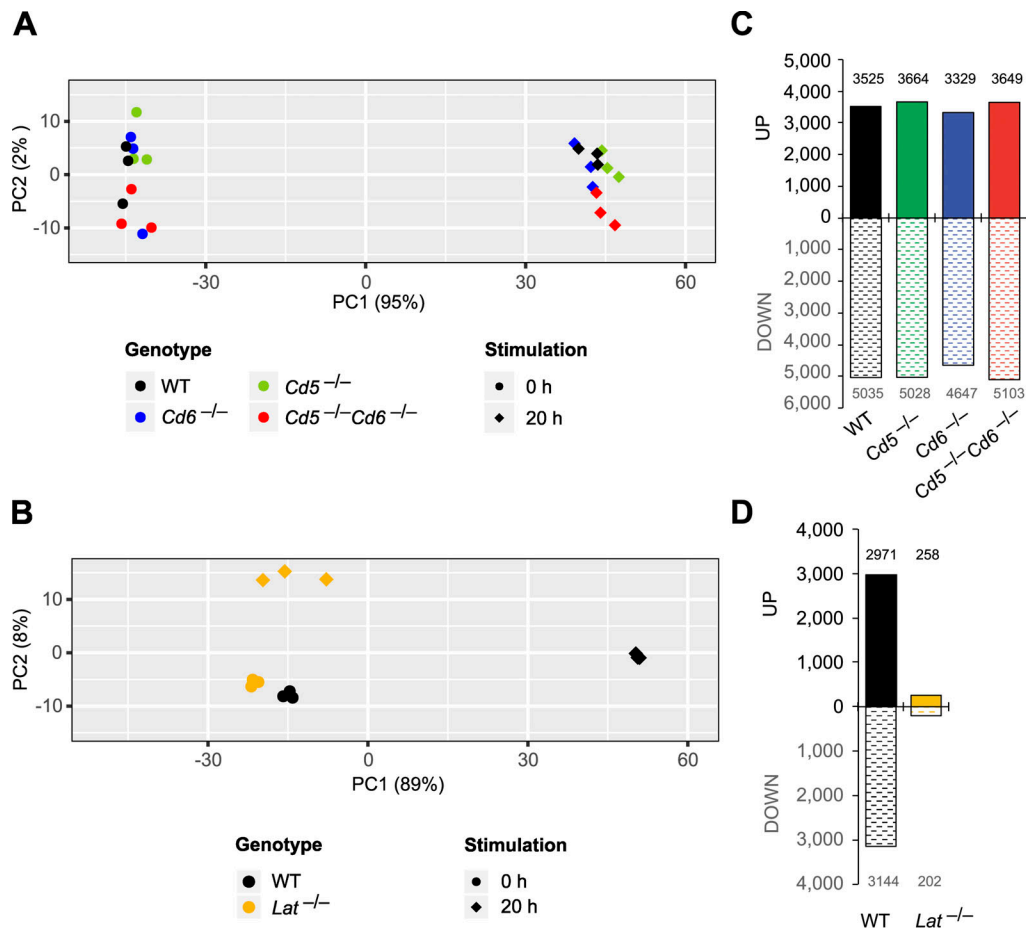 A
PC2 (2% )
10
0
-10
-30
0
30
60
PC1 (95%)
Genotype
WT
Cd6 –/–
Cd5 –/–
Cd5 –/– Cd6 –/–
Stimulation
0 h
20 h
C
UP
DOWN
5,000
4,000
3,000
2,000
1,000
0
1,000
2,000
3,000
4,000
5,000
6,000
3525
3664
3329
3649
5035
5028
4647
5103
WT
Cd5 –/–
Cd6 –/–
Cd5 –/– Cd6 –/–
B
PC2 (8%)
10
0
-10
-30
0
30
60
PC1 (89%)
Genotype
WT
Lat –/–
Stimulation
0 h
20 h
D
UP
DOWN
4,000
3,000
2,000
1,000
0
1,000
2,000
3,000
4,000
2971
258
3144
202
WT
Lat –/–